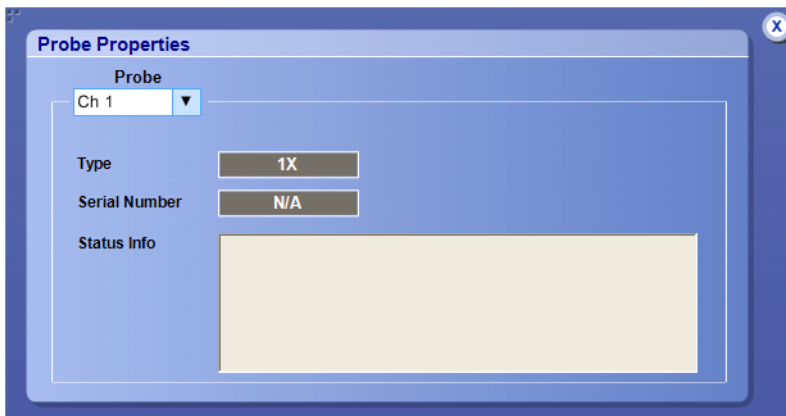 X
Probe Properties
Probe
Ch 1
Type 1X
Serial Number N/A
Status Info